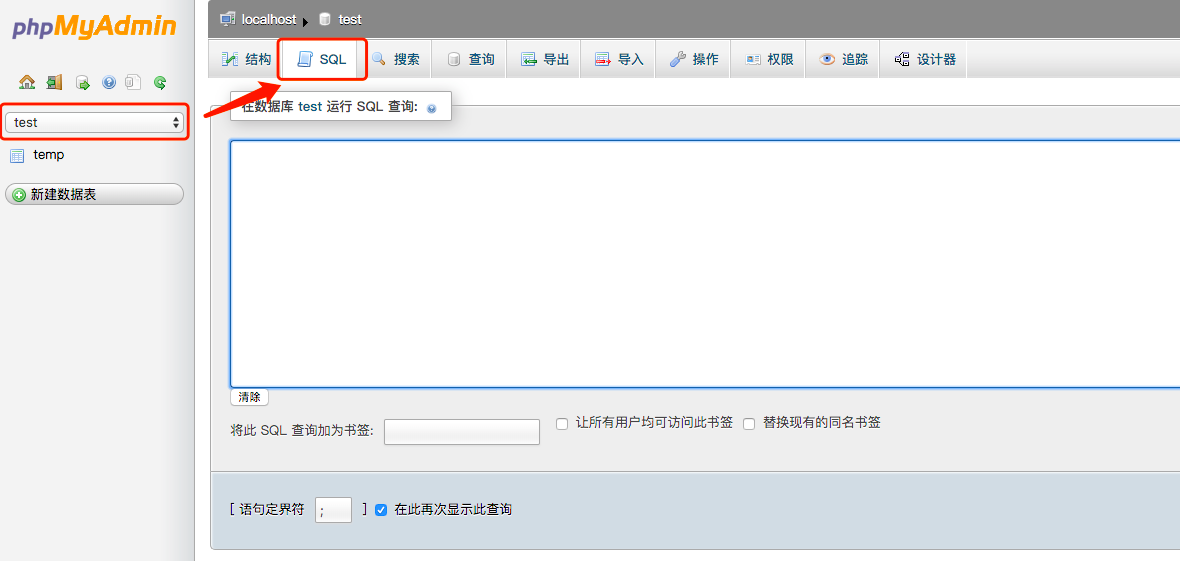 phpMyAdmin
localhost test
结构 SQL 搜索 查询 导出 导入 操作 权限 追踪 设计器
test
在数据库 test 运行 SQL 查询:
temp
新建数据表
清除
将此 SQL 查询加为书签: 让所有用户均可访问此书签 替换现有的同名书签
[ 语句定界符 ; ] 在此再次显示此查询